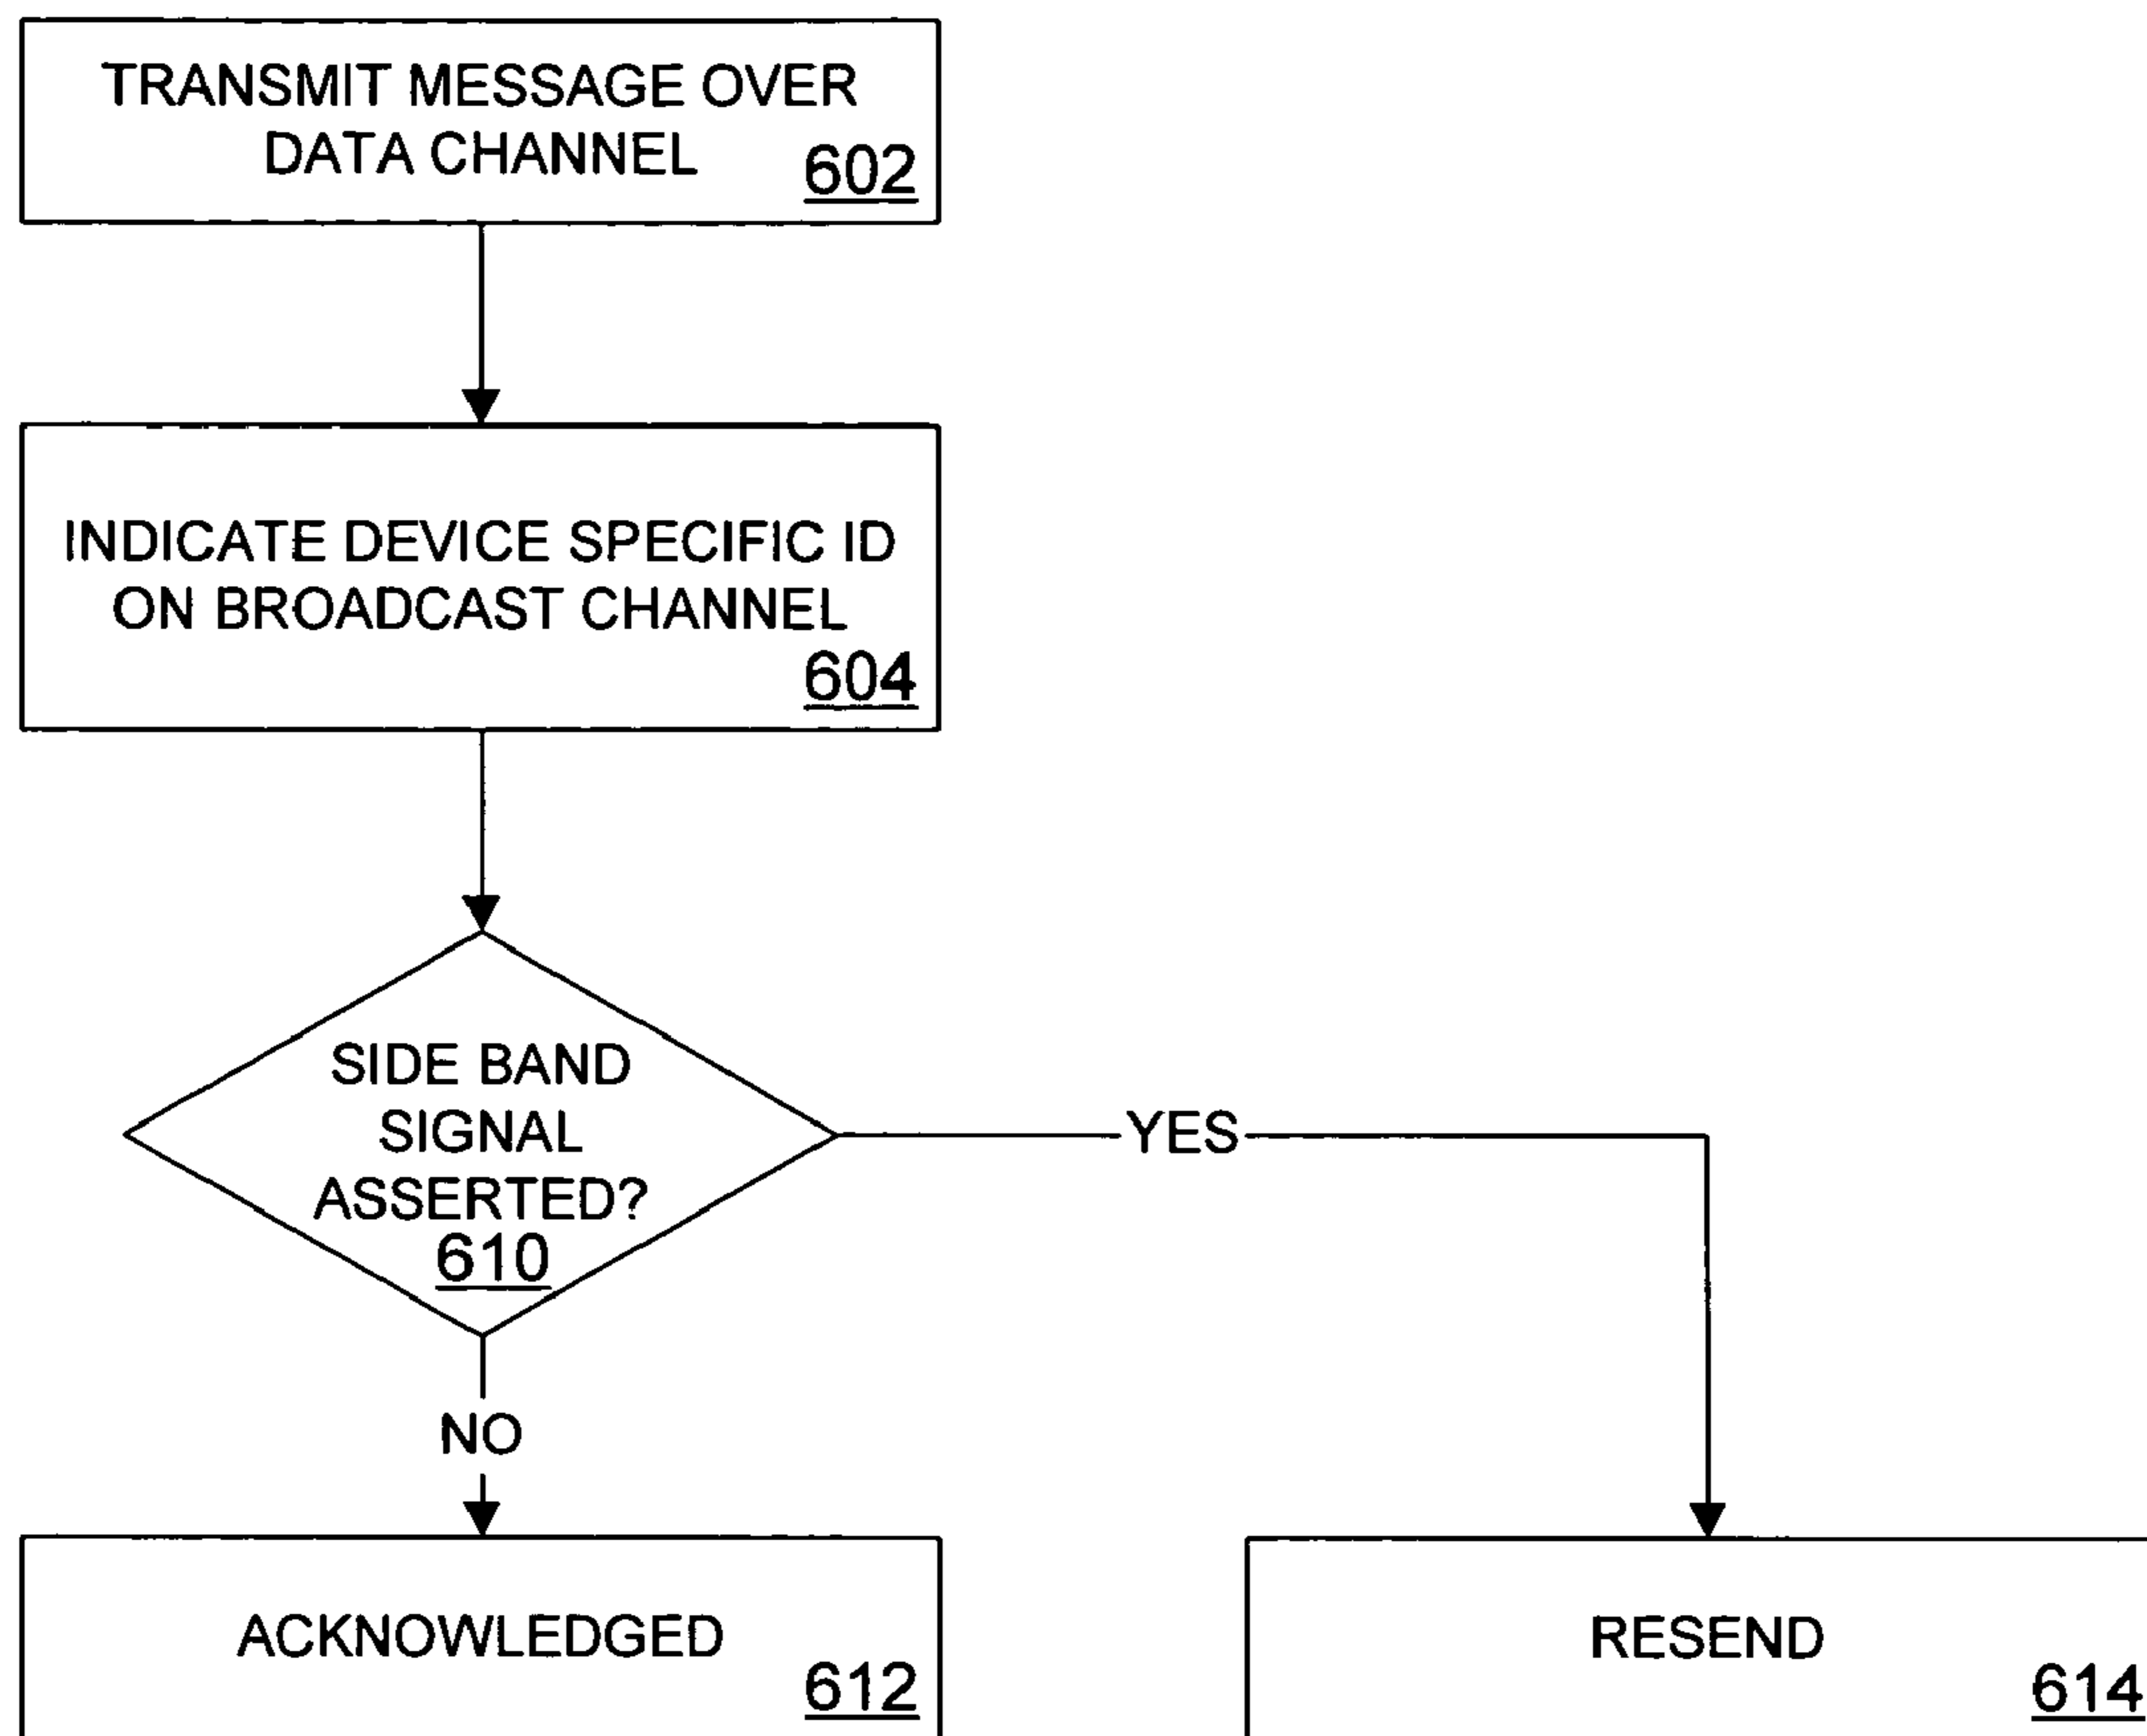 TRANSMIT MESSAGE OVER
DATA CHANNEL
602
INDICATE DEVICE SPECIFIC ID
ON BROADCAST CHANNEL
604
SIDE BAND
SIGNAL
ASSERTED?
610
YES
NO
ACKNOWLEDGED
612
RESEND
614